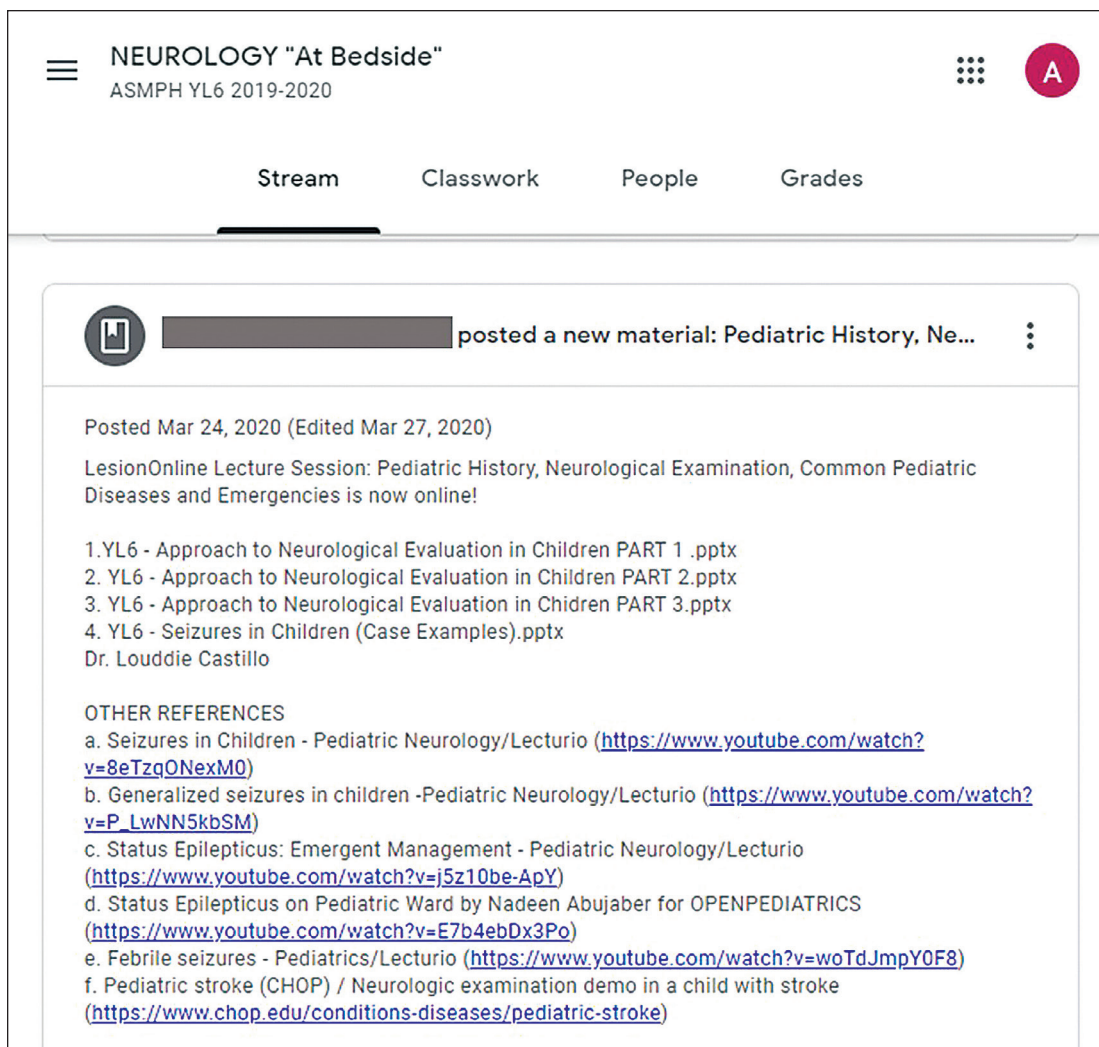 NEUROLOGY "At Bedside"
ASMPH YL6 2019-2020
A
Stream Classwork People Grades
posted a new material: Pediatric History, Ne...
Posted Mar 24, 2020 (Edited Mar 27, 2020)
LesionOnline Lecture Session: Pediatric History, Neurological Examination, Common Pediatric
Diseases and Emergencies is now online!
1.YL6 - Approach to Neurological Evaluation in Children PART 1 .pptx
2. YL6 - Approach to Neurological Evaluation in Children PART 2.pptx
3. YL6 - Approach to Neurological Evaluation in Chidren PART 3.pptx
4. YL6 - Seizures in Children (Case Examples).pptx
Dr. Louddie Castillo
OTHER REFERENCES
a. Seizures in Children - Pediatric Neurology/Lecturio (https://www.youtube.com/watch?
v=8eTzqONexM0)
b. Generalized seizures in children -Pediatric Neurology/Lecturio (https://www.youtube.com/watch?
v=P_LwNN5kbSM)
c. Status Epilepticus: Emergent Management - Pediatric Neurology/Lecturio
(https://www.youtube.com/watch?v=j5z10be-ApY)
d. Status Epilepticus on Pediatric Ward by Nadeen Abujaber for OPENPEDIATRICS
(https://www.youtube.com/watch?v=E7b4ebDx3Po)
e. Febrile seizures - Pediatrics/Lecturio (https://www.youtube.com/watch?v=woTdJmpY0F8)
f. Pediatric stroke (CHOP) / Neurologic examination demo in a child with stroke
(https://www.chop.edu/conditions-diseases/pediatric-stroke)